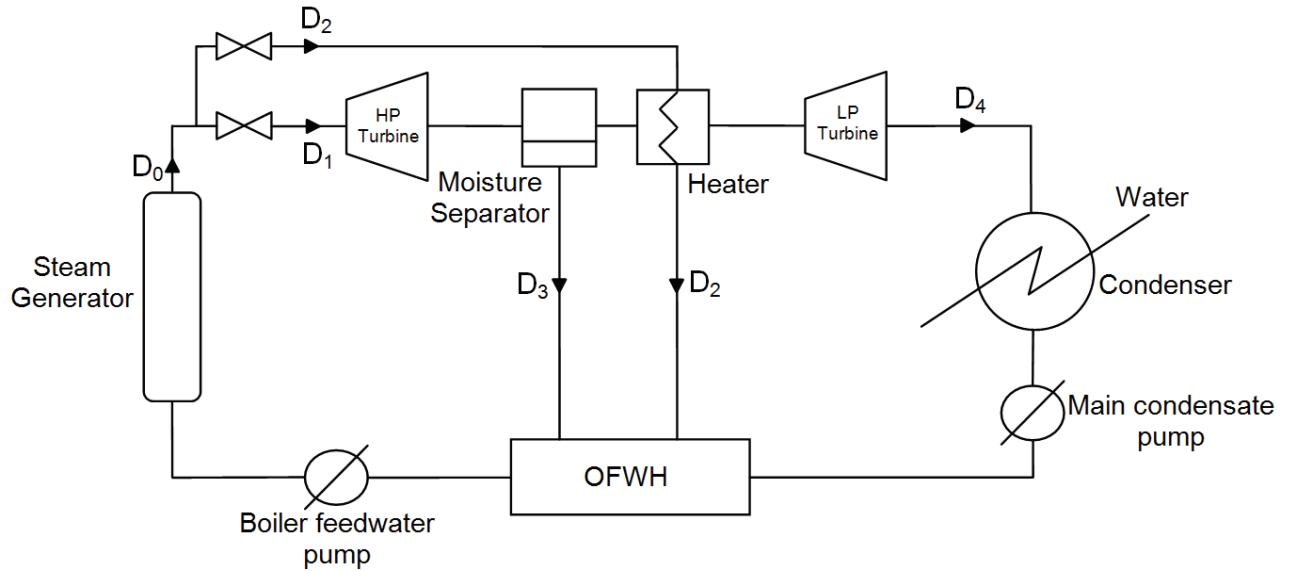 D2
HP
Turbine
LP
Turbine
D4
D0
D1
Moisture
Separator
Heater
Water
Steam
Generator
D3
D2
Condenser
Main condensate
pump
OFWH
Boiler feedwater
pump